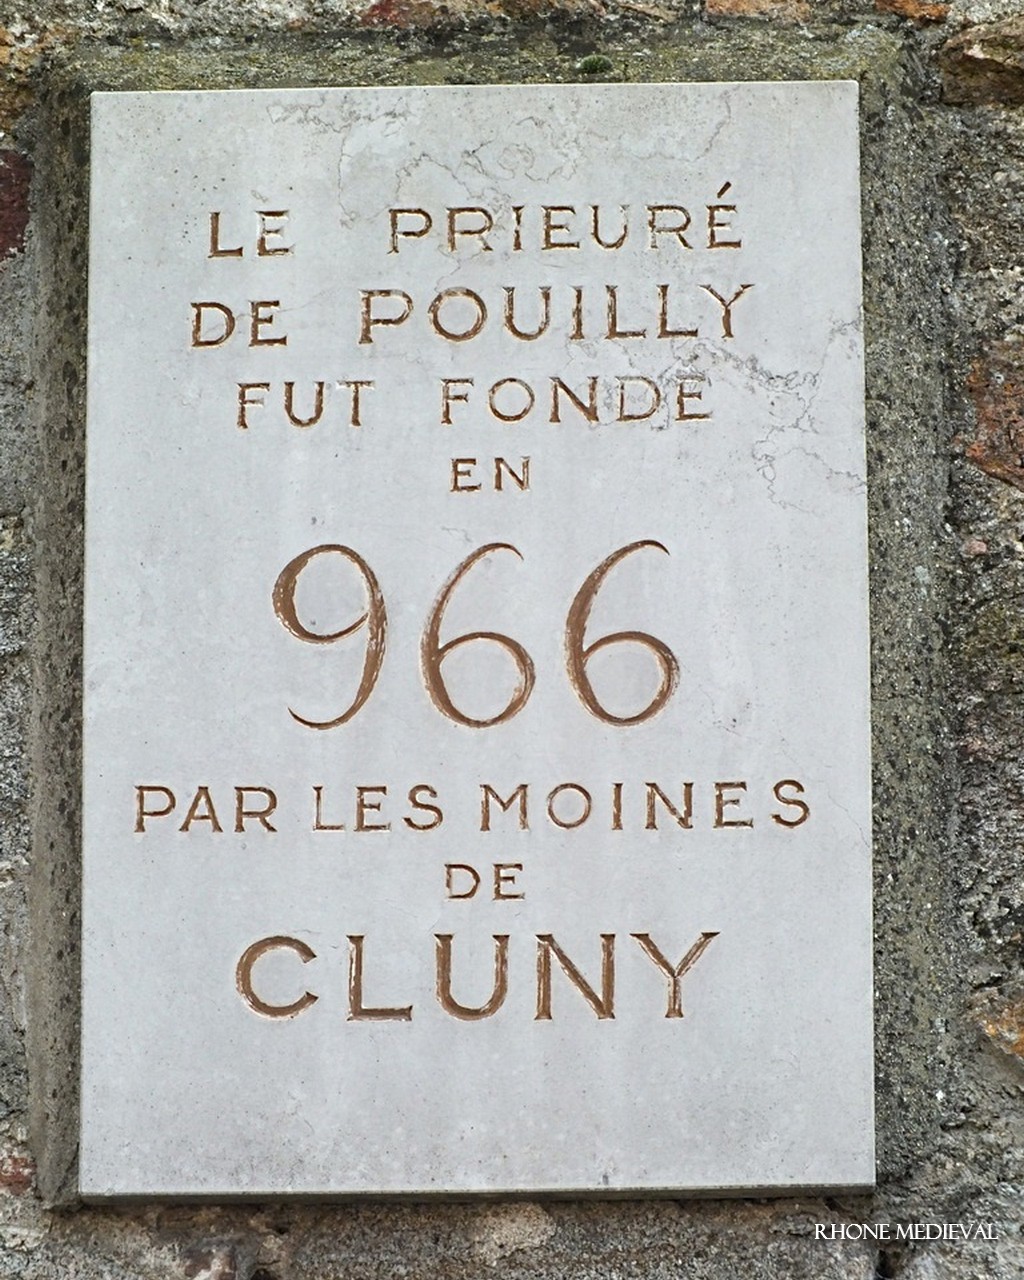 LE PRIEURÉ
DE POUILLY
FUT FONDE
EN
966
PAR LES MOINES
DE
CLUNY
RHONE MEDIEVAL